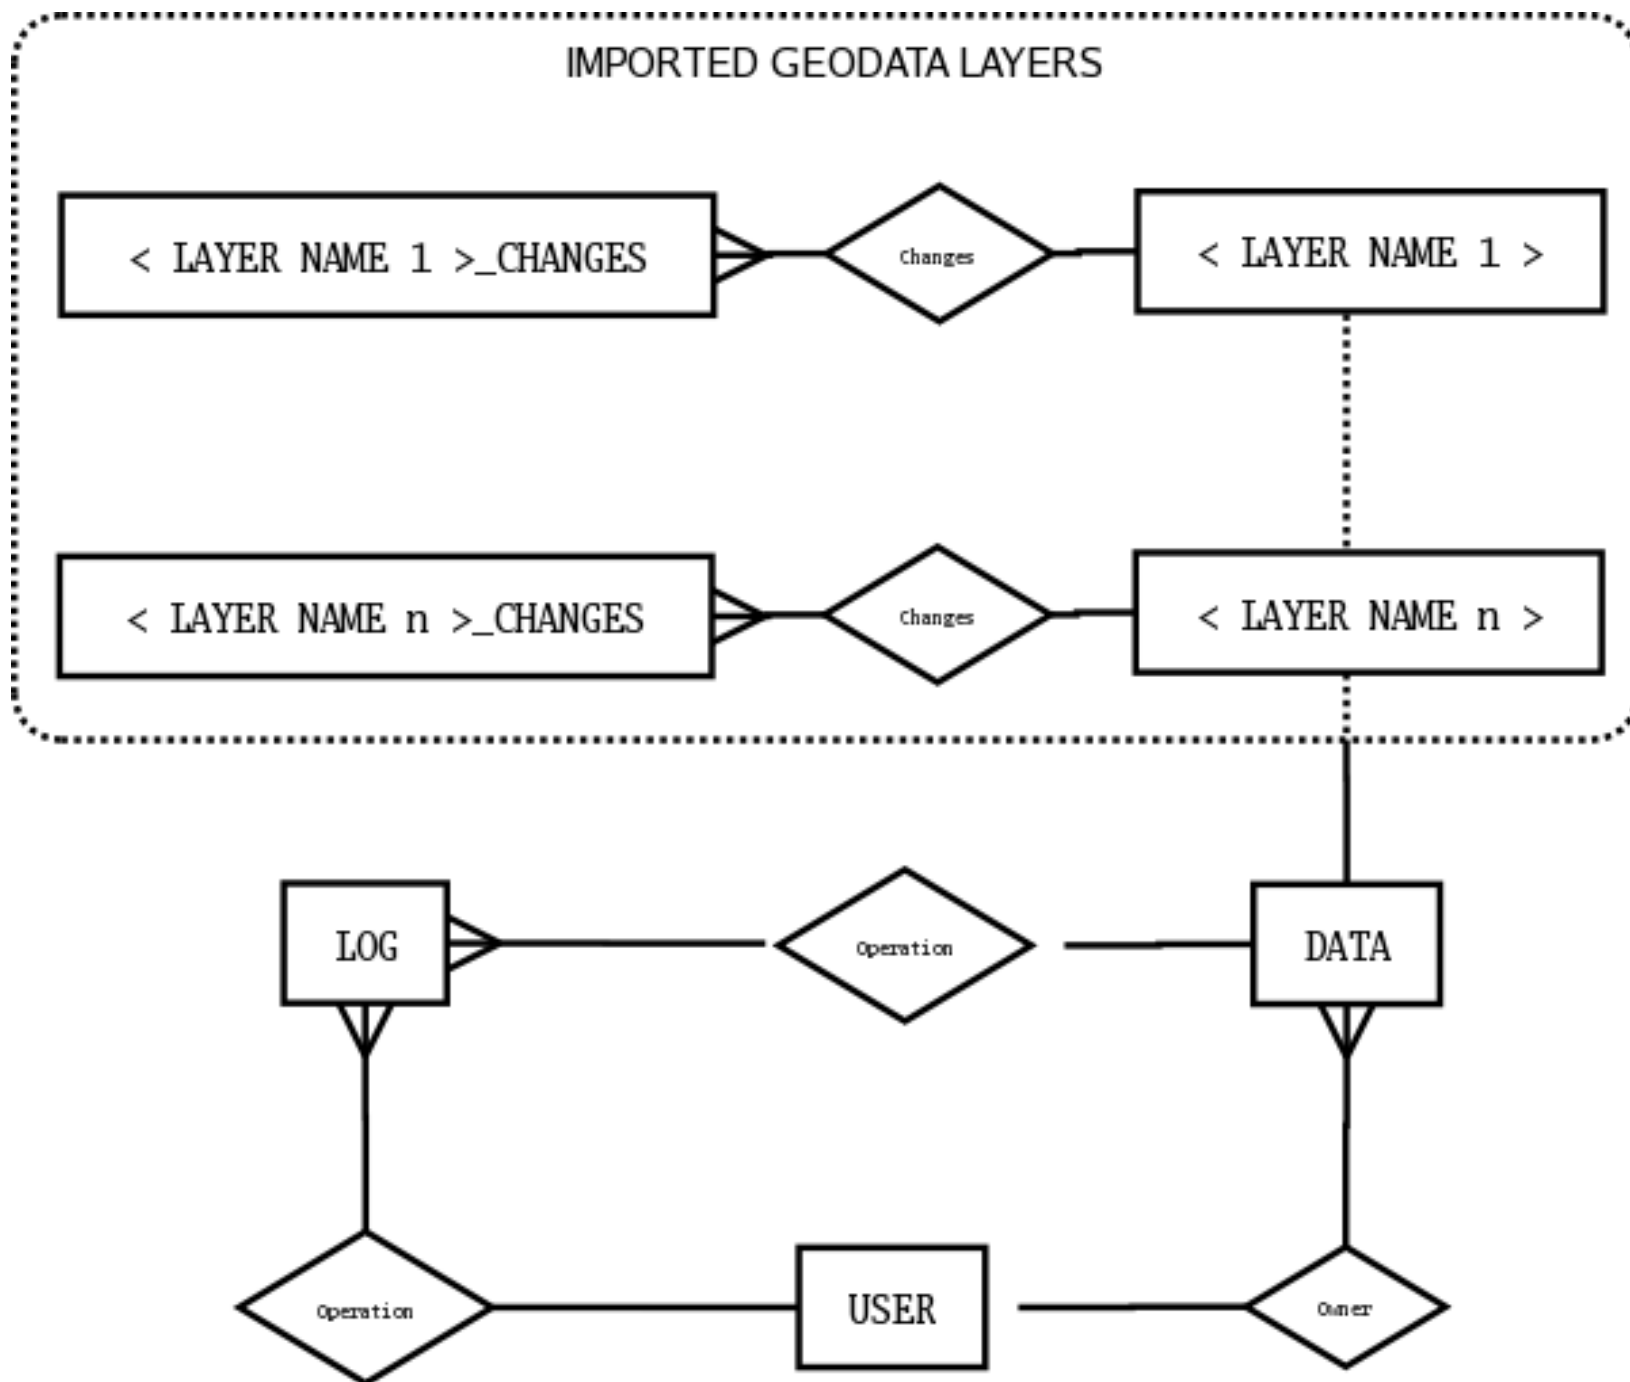 IMPORTED GEODATA LAYERS
< LAYER NAME 1 >_CHANGES
Changes
< LAYER NAME 1 >
< LAYER NAME n >_CHANGES
Changes
< LAYER NAME n >
LOG
Operation
DATA
Operation
USER
Owner